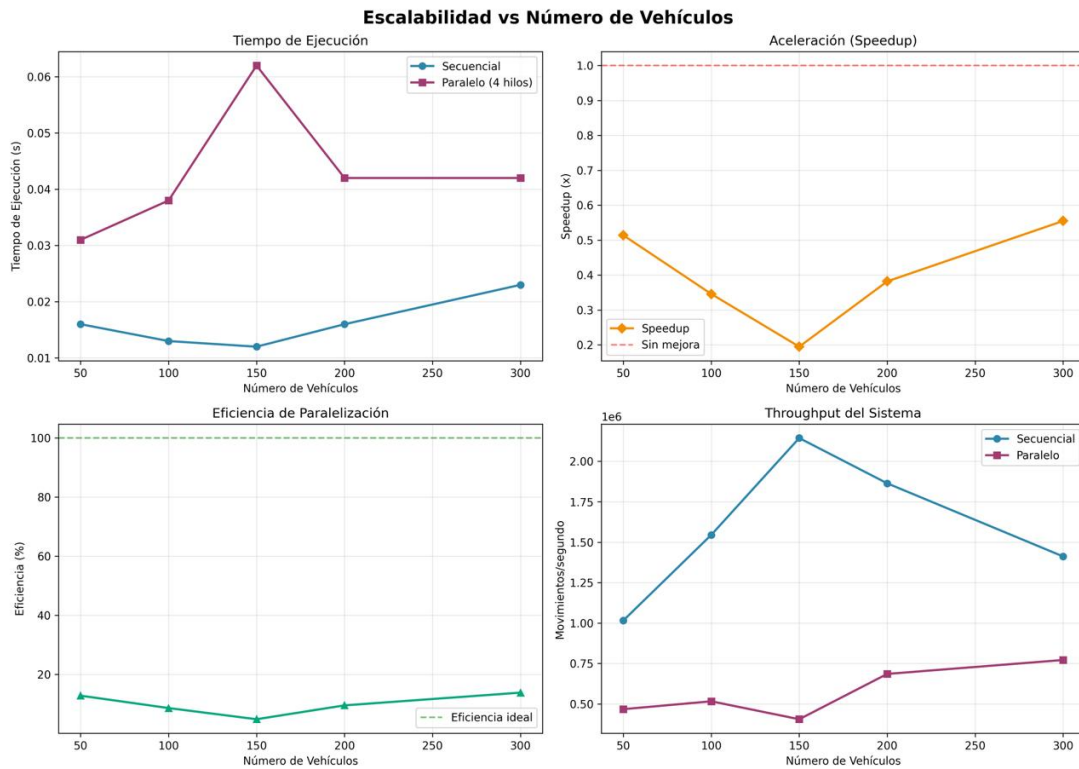 Escalabilidad vs Número de Vehículos
Tiempo de Ejecución
Tiempo de Ejecución (s)
0.06
0.05
0.04
0.03
0.02
0.01
Secuencial
Paralelo (4 hilos)
50 100 150 200 250 300
Número de Vehículos
Aceleración (Speedup)
Speedup (x)
1.0
0.9
0.8
0.7
0.6
0.5
0.4
0.3
0.2
Speedup
Sin mejora
50 100 150 200 250 300
Número de Vehículos
Eficiencia de Paralelización
Eficiencia (%)
100
80
60
40
20
Eficiencia ideal
50 100 150 200 250 300
Número de Vehículos
Throughput del Sistema
1e6
Movimientos/segundo
2.00
1.75
1.50
1.25
1.00
0.75
0.50
Secuencial
Paralelo
50 100 150 200 250 300
Número de Vehículos